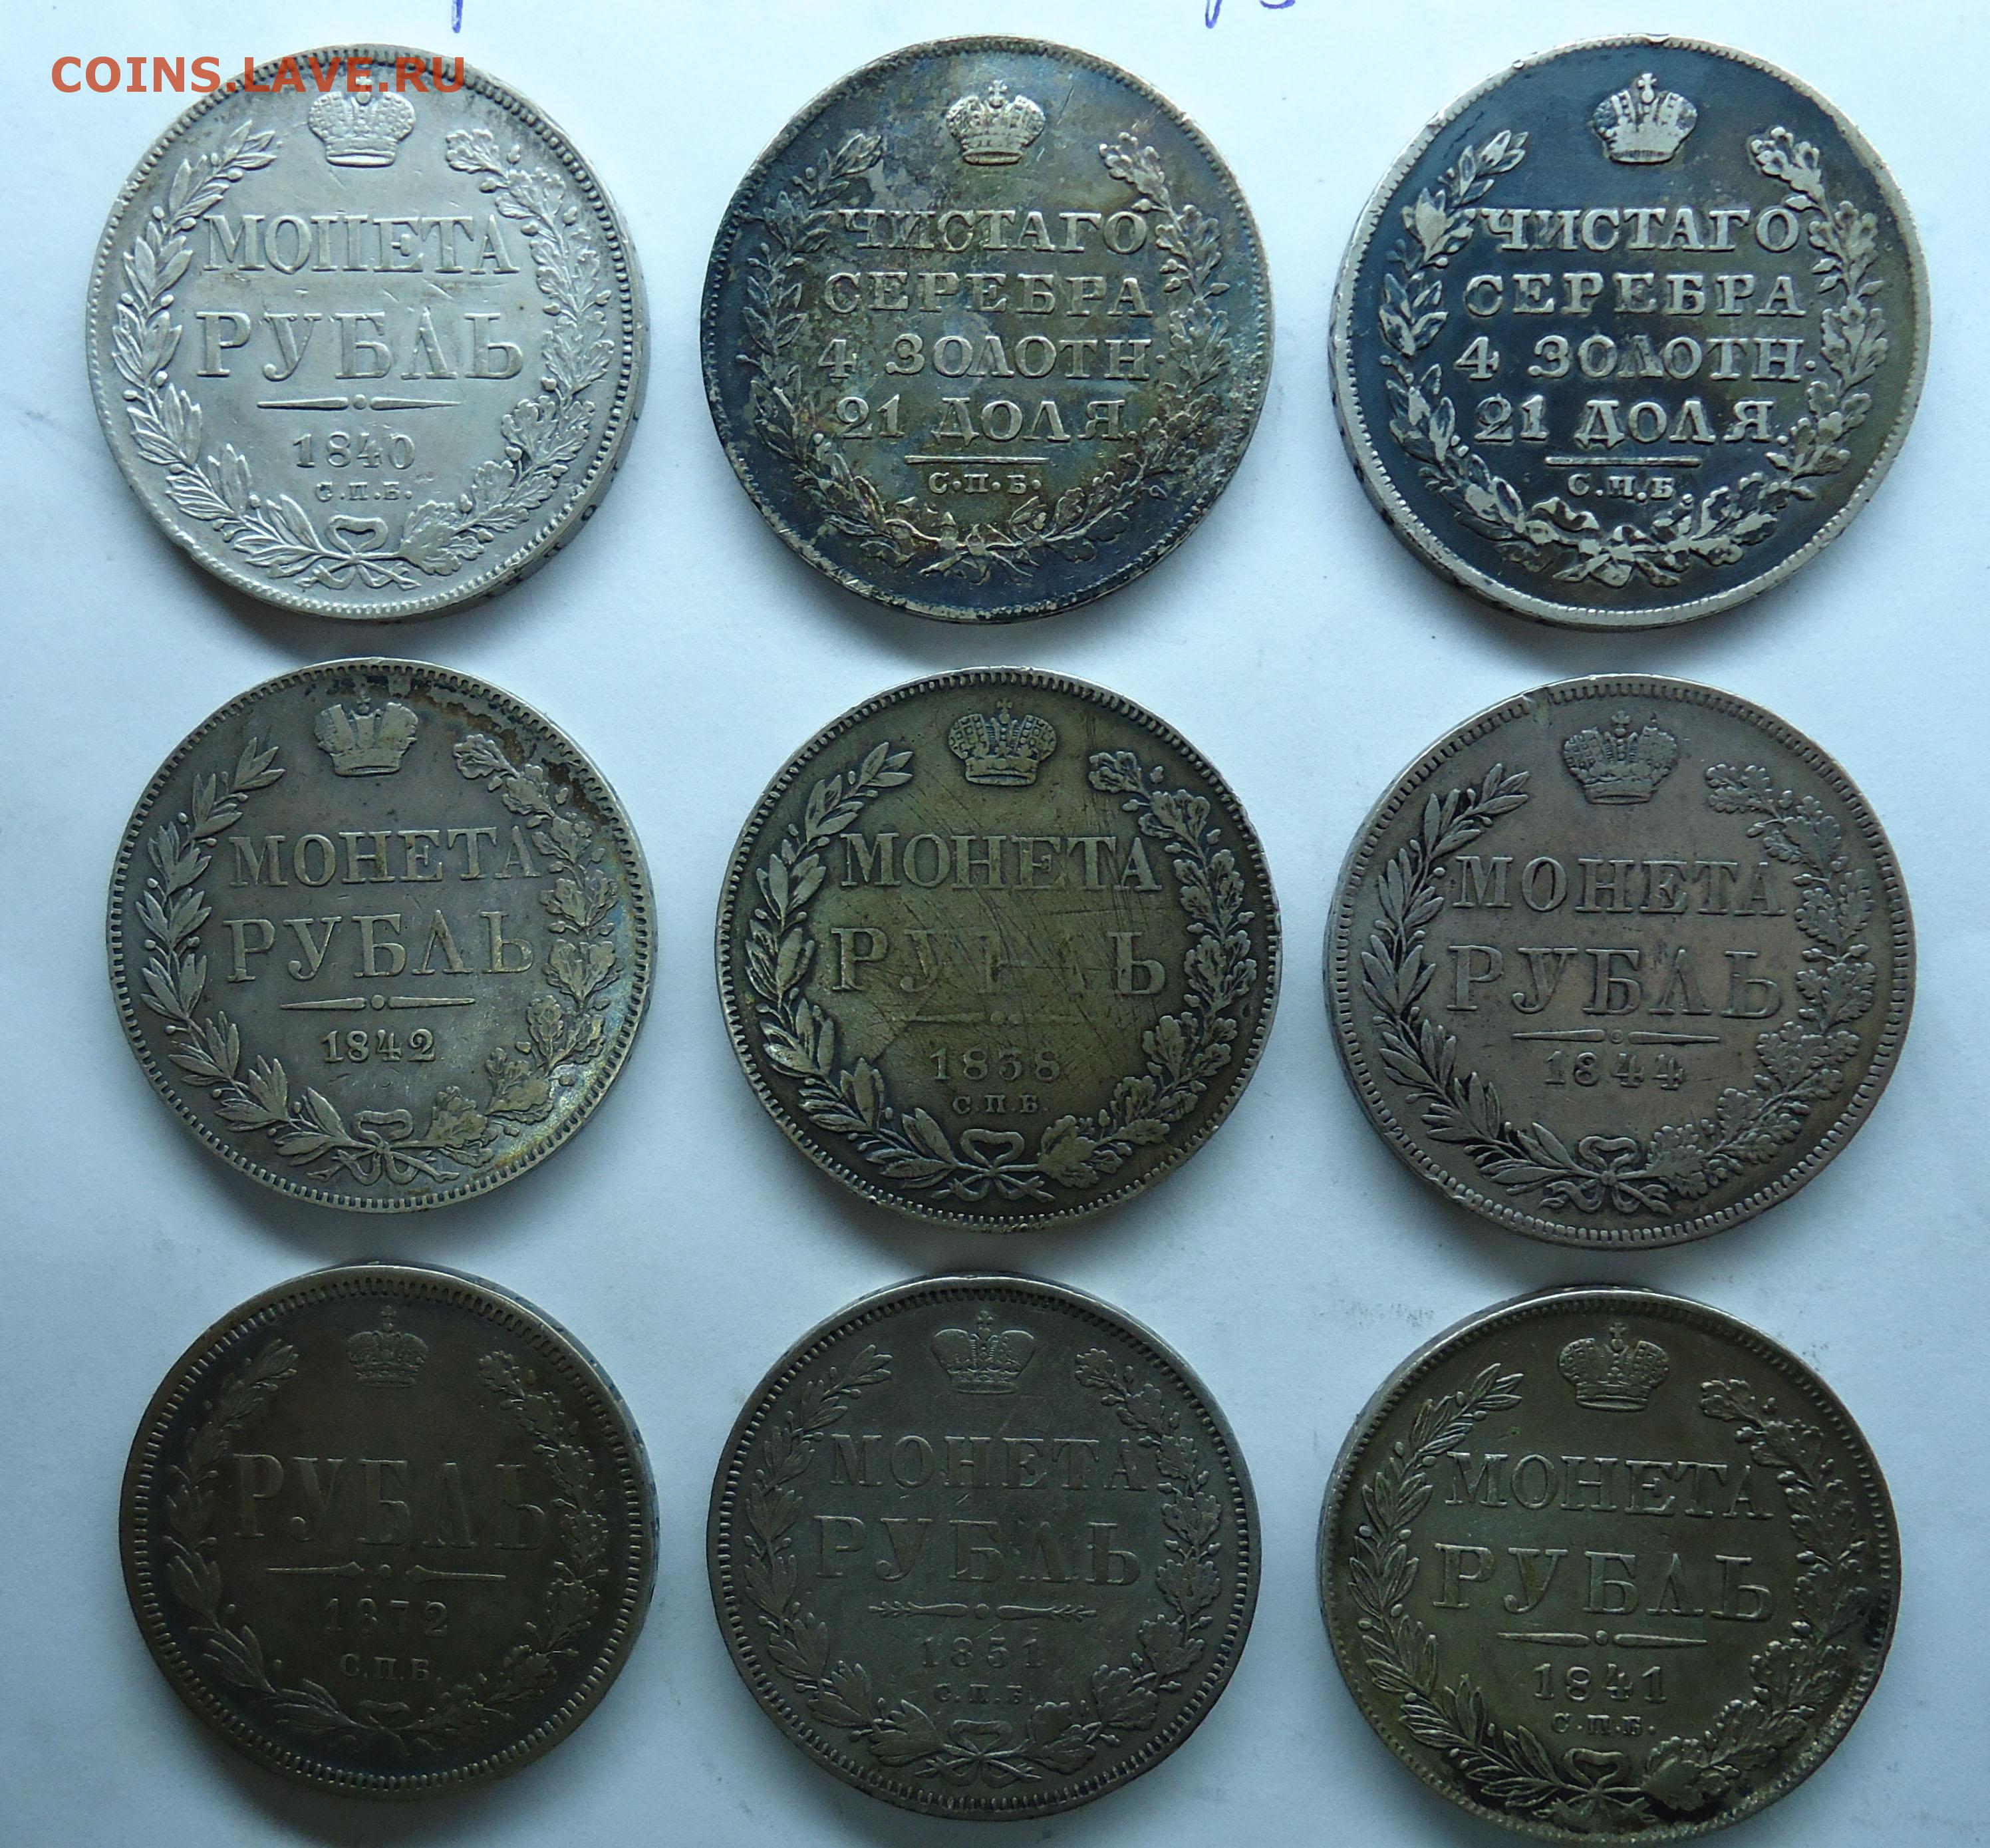 COINS.LAVE.RU
МОНЕТА
РУБЛЬ
1840
С.П.Б.
ЧИСТАГО
СЕРЕБРА
4 ЗОЛОТН.
21 ДОЛЯ.
С.П.Б.
ЧИСТАГО
СЕРЕБРА
4 ЗОЛОТН.
21 ДОЛЯ.
С.П.Б.
МОНЕТА
РУБЛЬ
1842
МОНЕТА
РУБЛЬ
1838
С.П.Б.
МОНЕТА
РУБЛЬ
1844
РУБЛЬ
1872
С.П.Б.
МОНЕТА
РУБЛЬ
1851
С.П.Б.
МОНЕТА
РУБЛЬ
1841
С.П.Б.